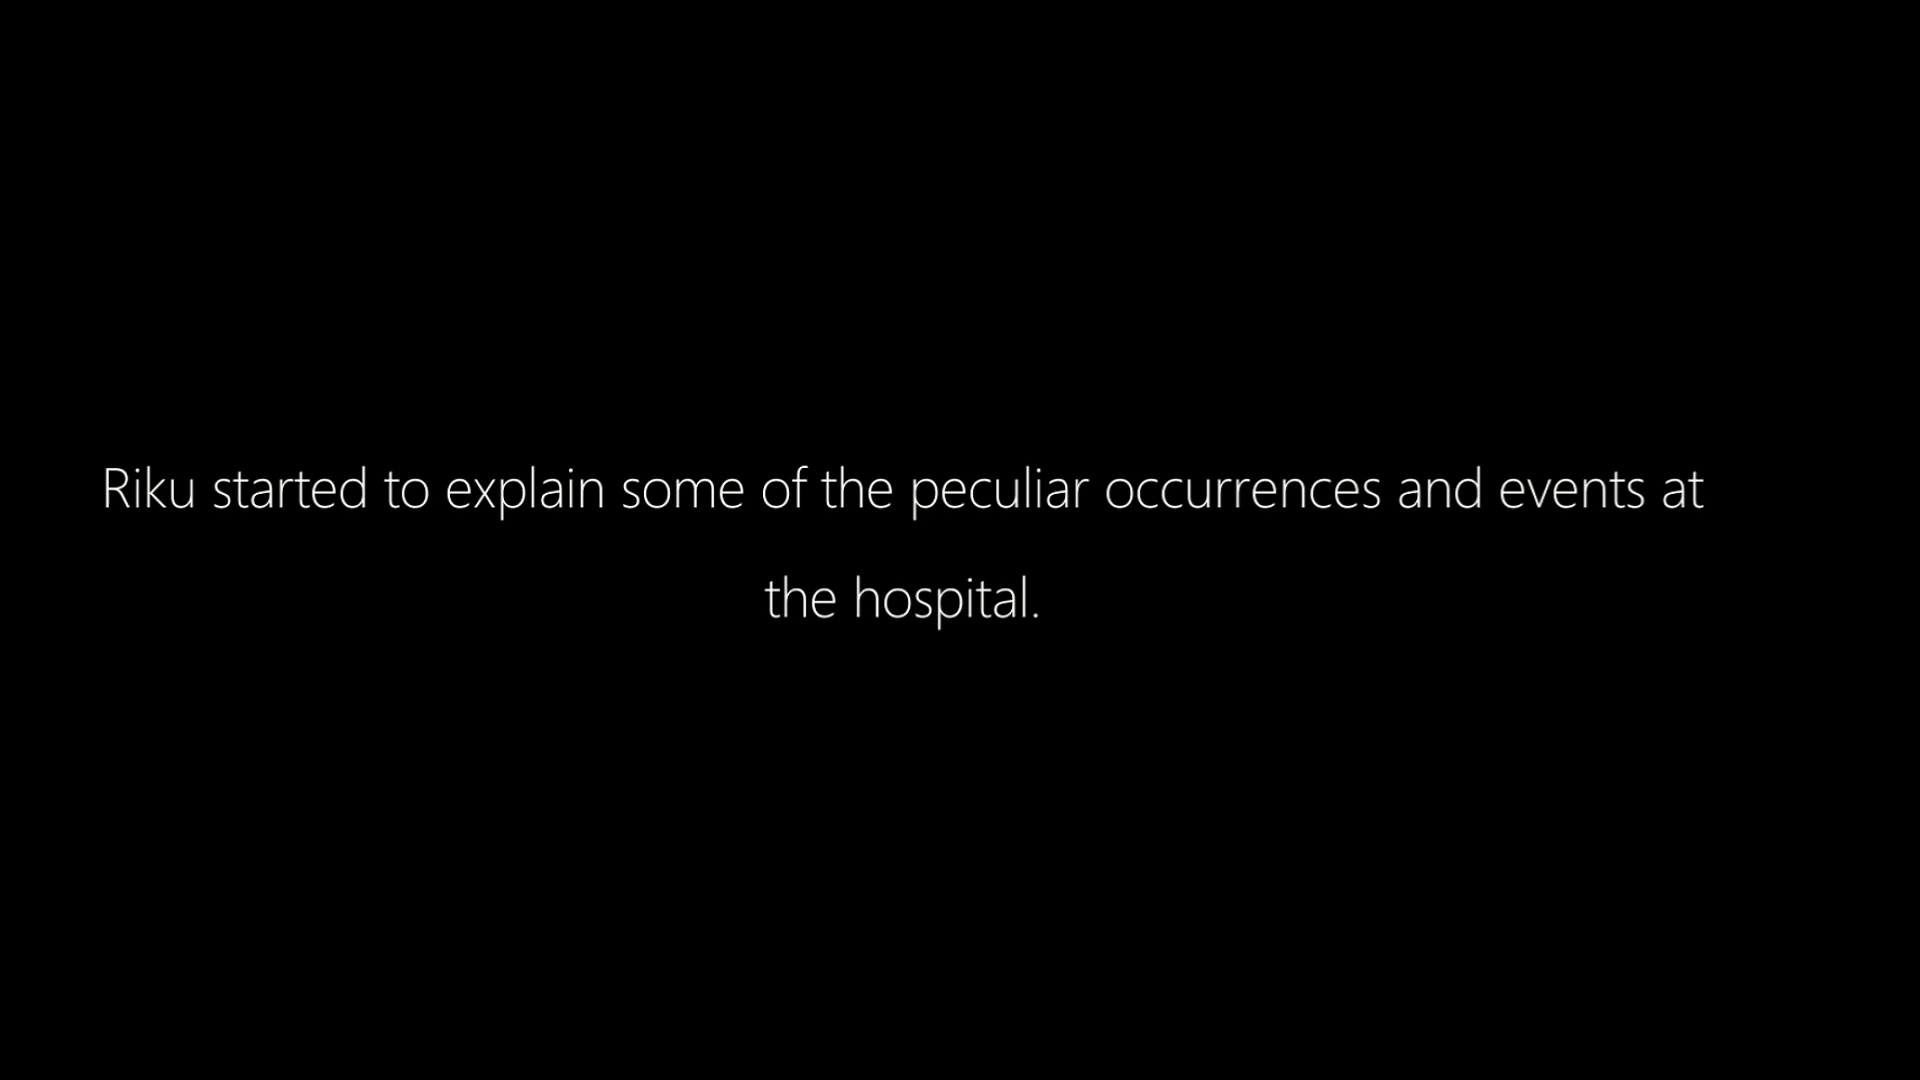 Riku started to explain some of the peculiar occurrences and events at
the hospital.